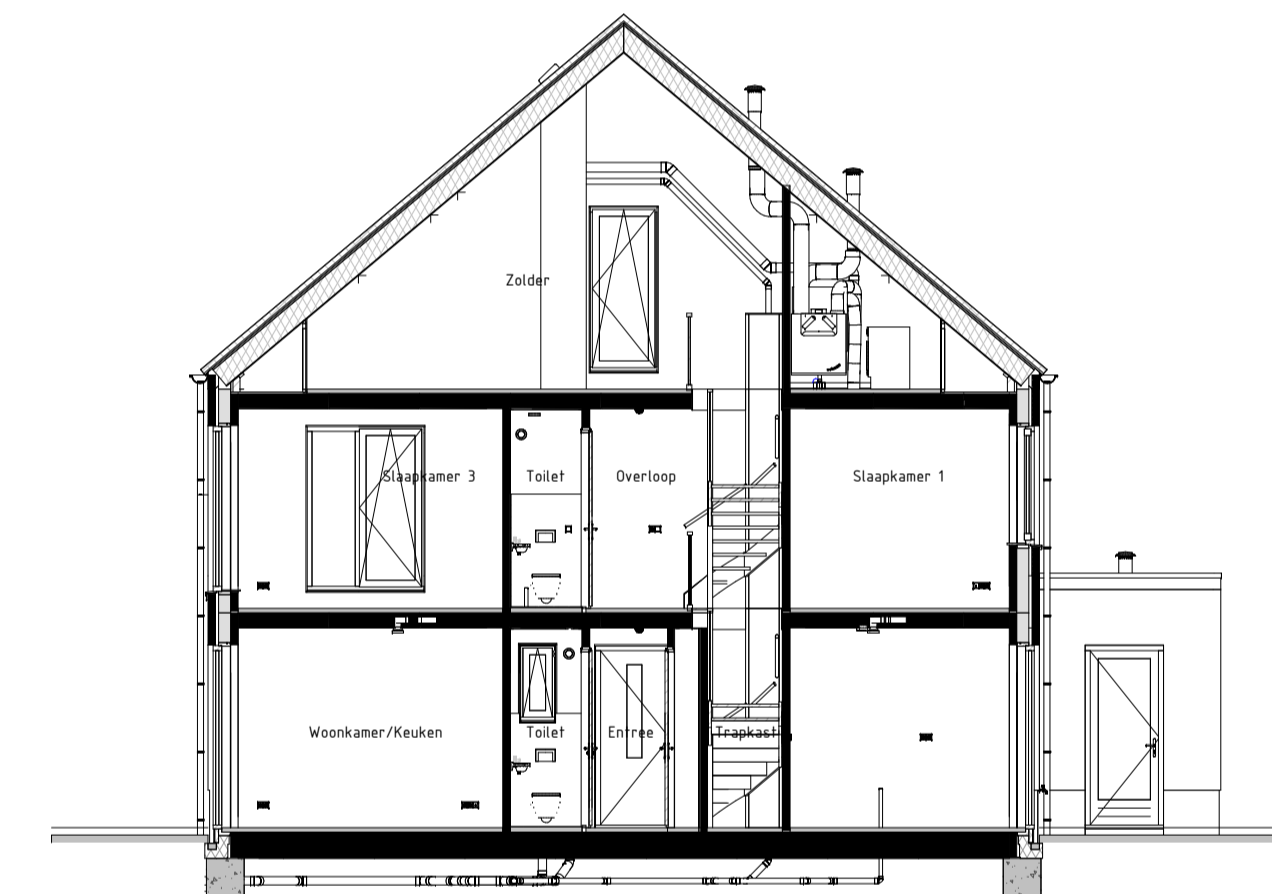 Zolder
Slaapkamer 3
Toilet
Overloop
Slaapkamer 1
Woonkamer/Keuken
Toilet
Entree
Trapkast